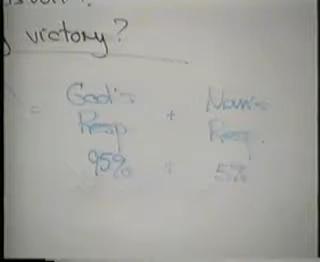 victory?
= God's + Man's
Resp Resp.
95% + 5%